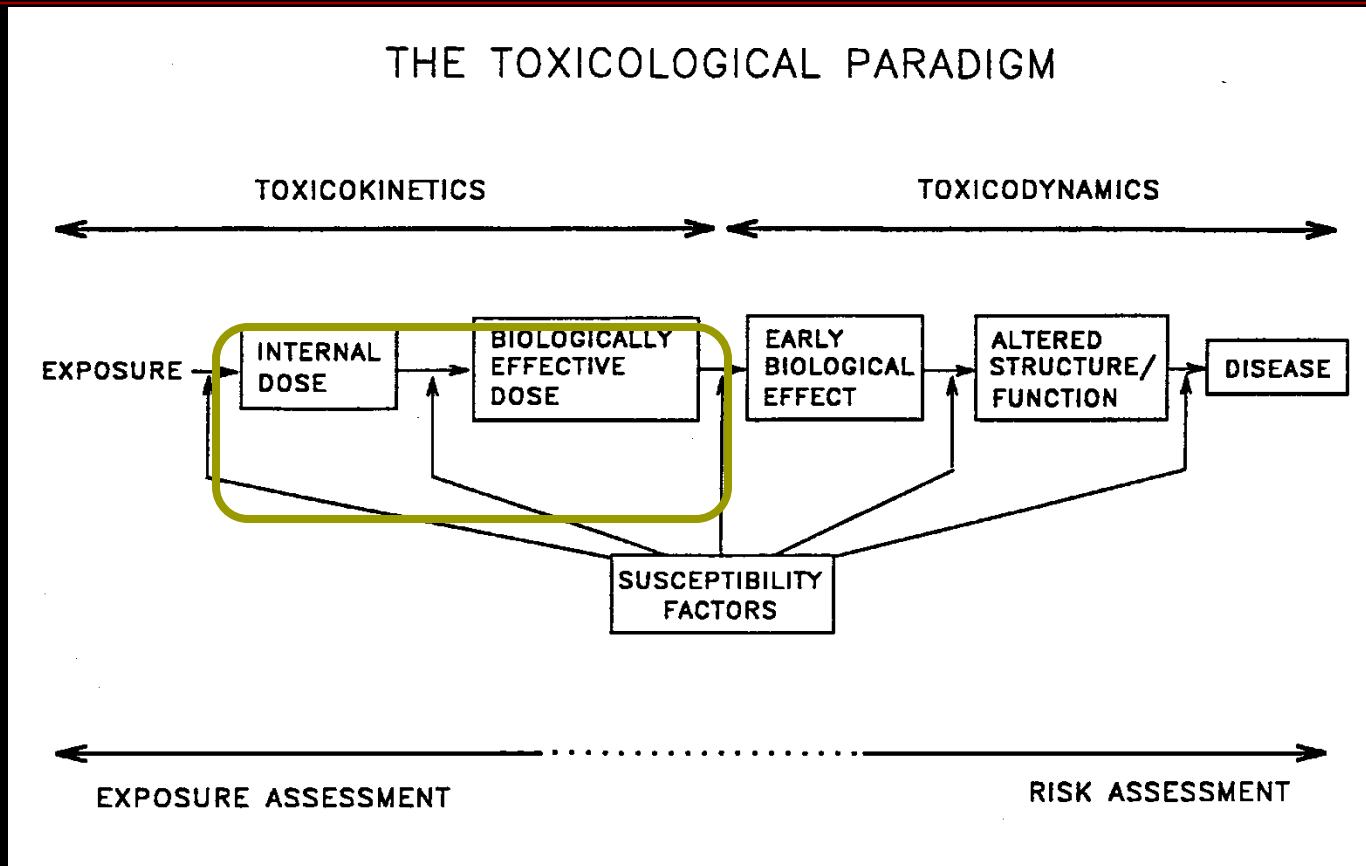 THE TOXICOLOGICAL PARADIGM
TOXICOKINETICS
TOXICODYNAMICS
EXPOSURE
INTERNAL
DOSE
BIOLOGICALLY
EFFECTIVE
DOSE
EARLY
BIOLOGICAL
EFFECT
ALTERED
STRUCTURE/
FUNCTION
DISEASE
SUSCEPTIBILITY
FACTORS
EXPOSURE ASSESSMENT
RISK ASSESSMENT